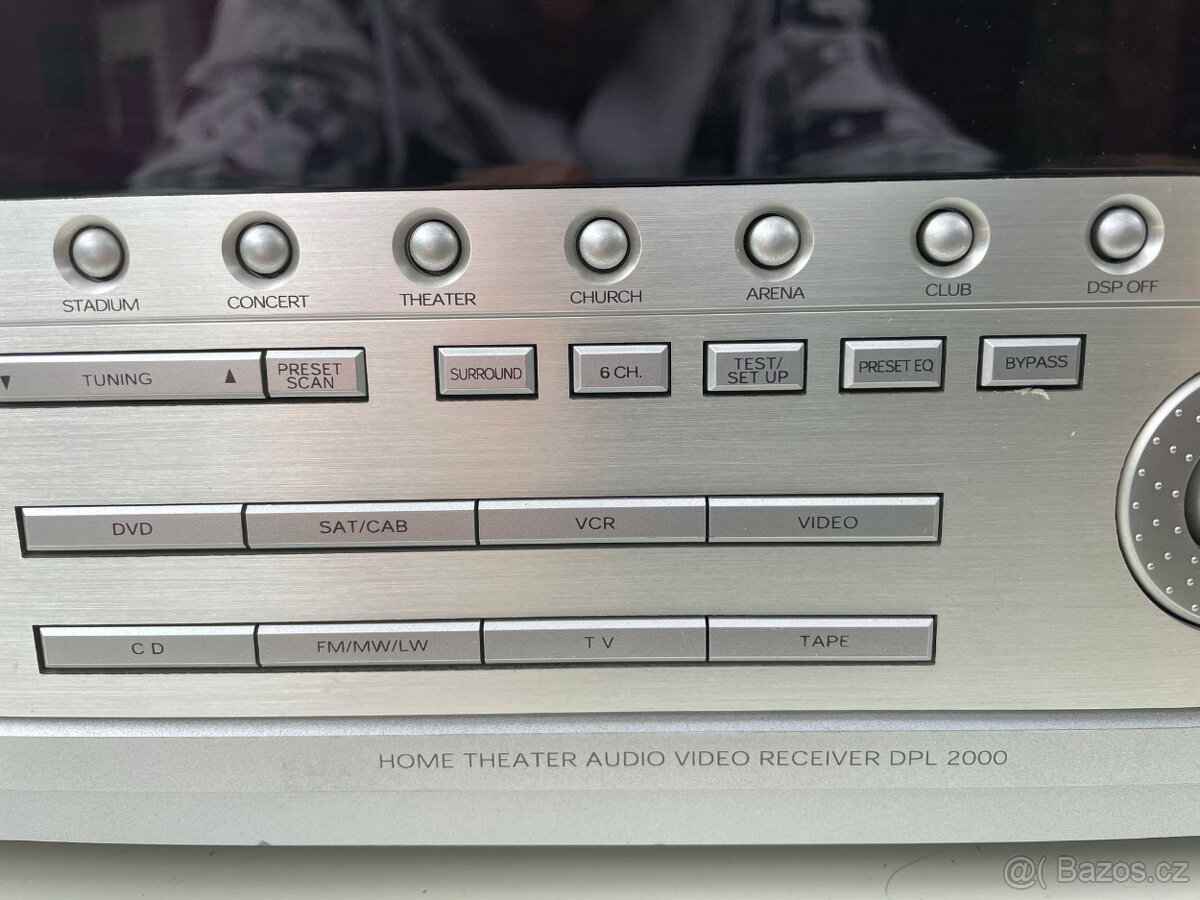 STADIUM CONCERT THEATER CHURCH ARENA CLUB DSP OFF
▼ TUNING ▲ PRESET SCAN SURROUND 6 CH. TEST/ SET UP PRESET EQ BYPASS
DVD SAT/CAB VCR VIDEO
CD FM/MW/LW TV TAPE
HOME THEATER AUDIO VIDEO RECEIVER DPL 2000
@( Bazos.cz